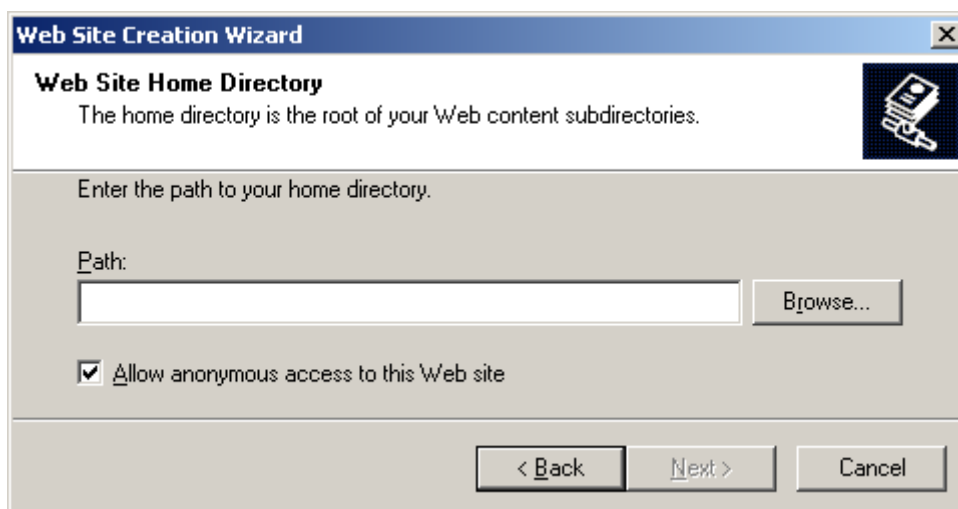 Web Site Creation Wizard
Web Site Home Directory
The home directory is the root of your Web content subdirectories.
Enter the path to your home directory.
Path:
Browse...
Allow anonymous access to this Web site
< Back Next > Cancel